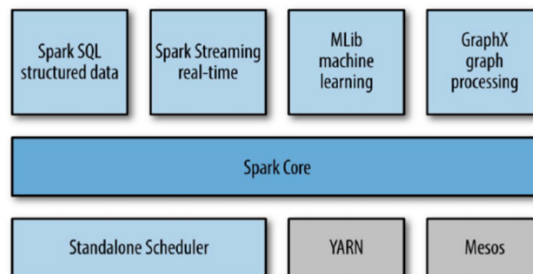 Spark SQL
structured data
Spark Streaming
real-time
MLib
machine
learning
GraphX
graph
processing
Spark Core
Standalone Scheduler
YARN
Mesos